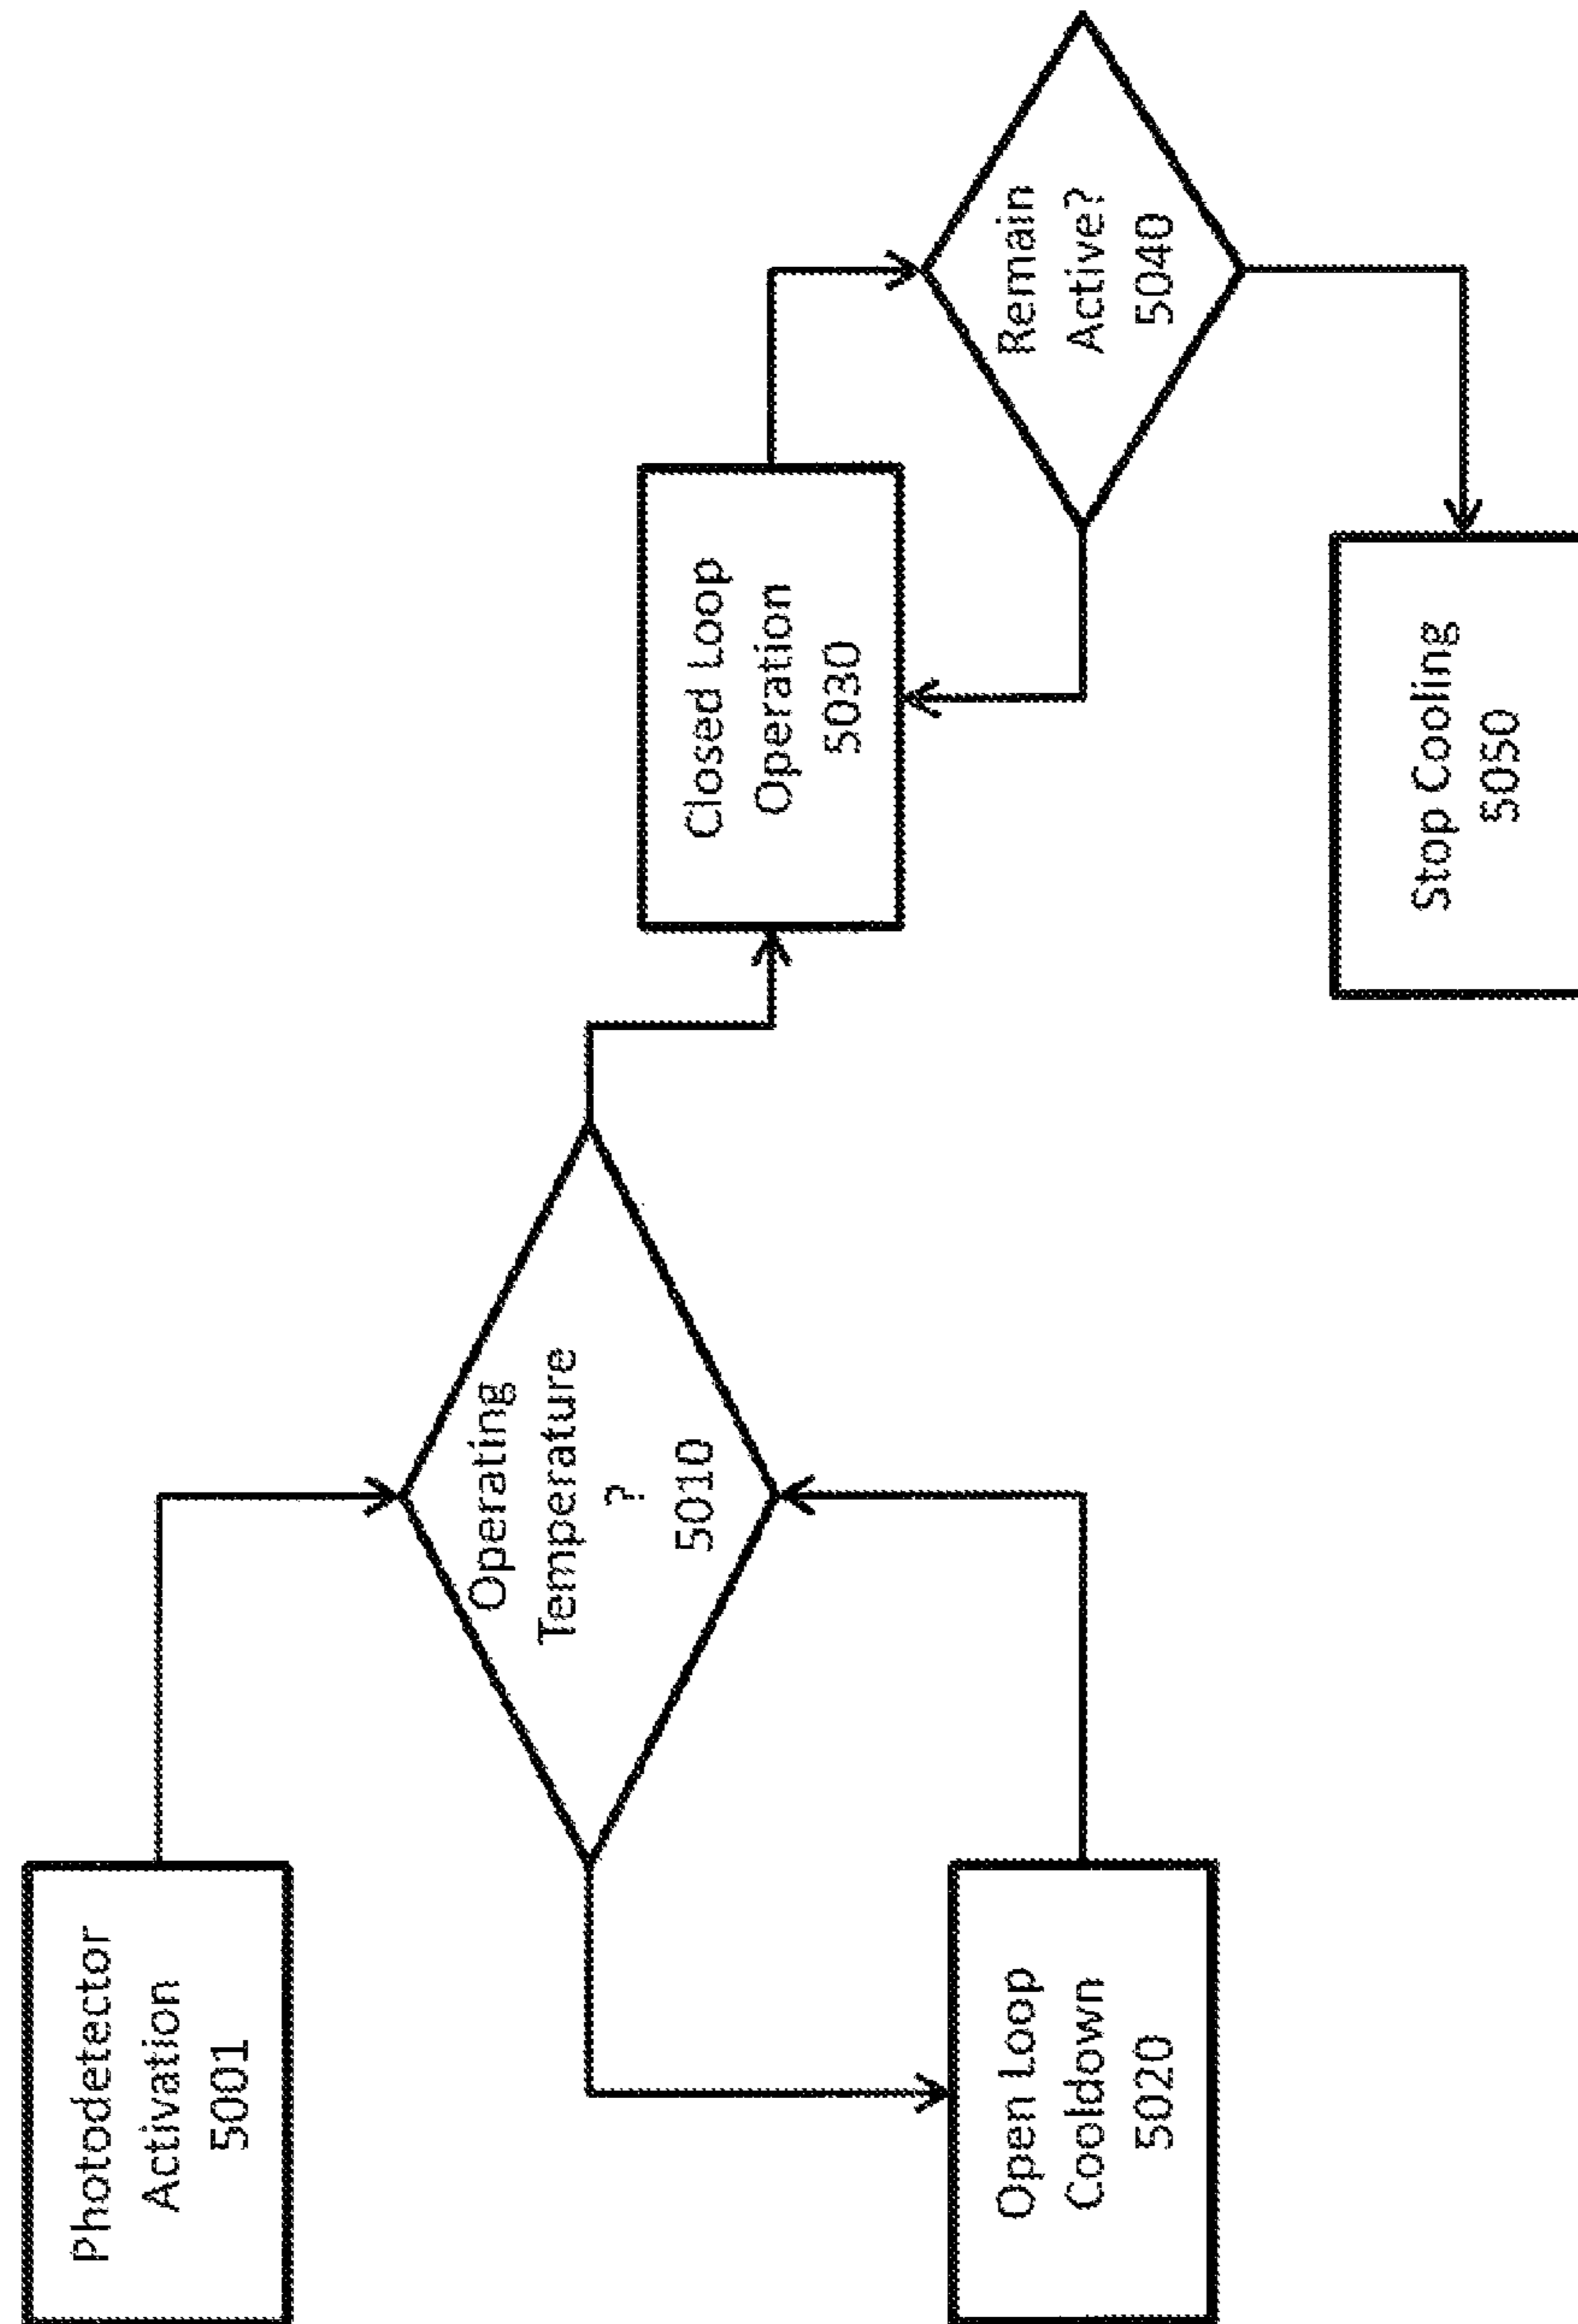 Photodetector
Activation
5001
Operating
Temperature
?
5010
Open Loop
Cooldown
5020
Closed Loop
Operation
5030
Remain
Active?
5040
Stop Cooling
5050